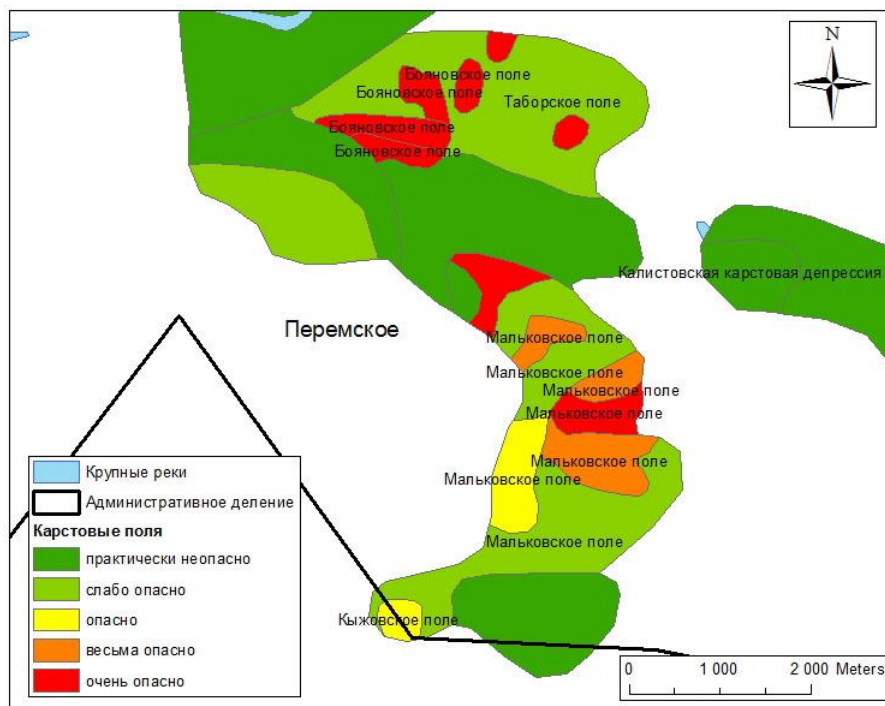 N
Бояновское поле
Бояновское поле
Таборское поле
Бояновское поле
Бояновское поле
Калистовская карстовая депрессия
Перемское
Мальковское поле
Мальковское поле
Мальковское поле
Мальковское поле
Мальковское поле
Мальковское поле
Мальковское поле
Кыжовское поле
Крупные реки
Административное деление
Карстовые поля
практически неопасно
слабо опасно
опасно
весьма опасно
очень опасно
0 1 000 2 000 Meters